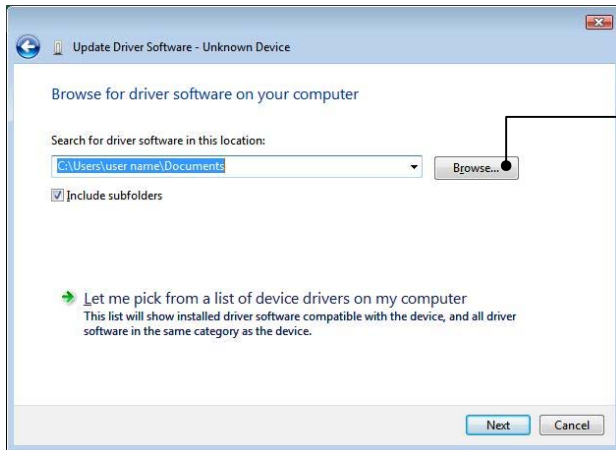 Update Driver Software - Unknown Device
Browse for driver software on your computer
Search for driver software in this location:
C:\Users\user name\Documents
Browse...
Include subfolders
Let me pick from a list of device drivers on my computer
This list will show installed driver software compatible with the device, and all driver
software in the same category as the device.
Next Cancel